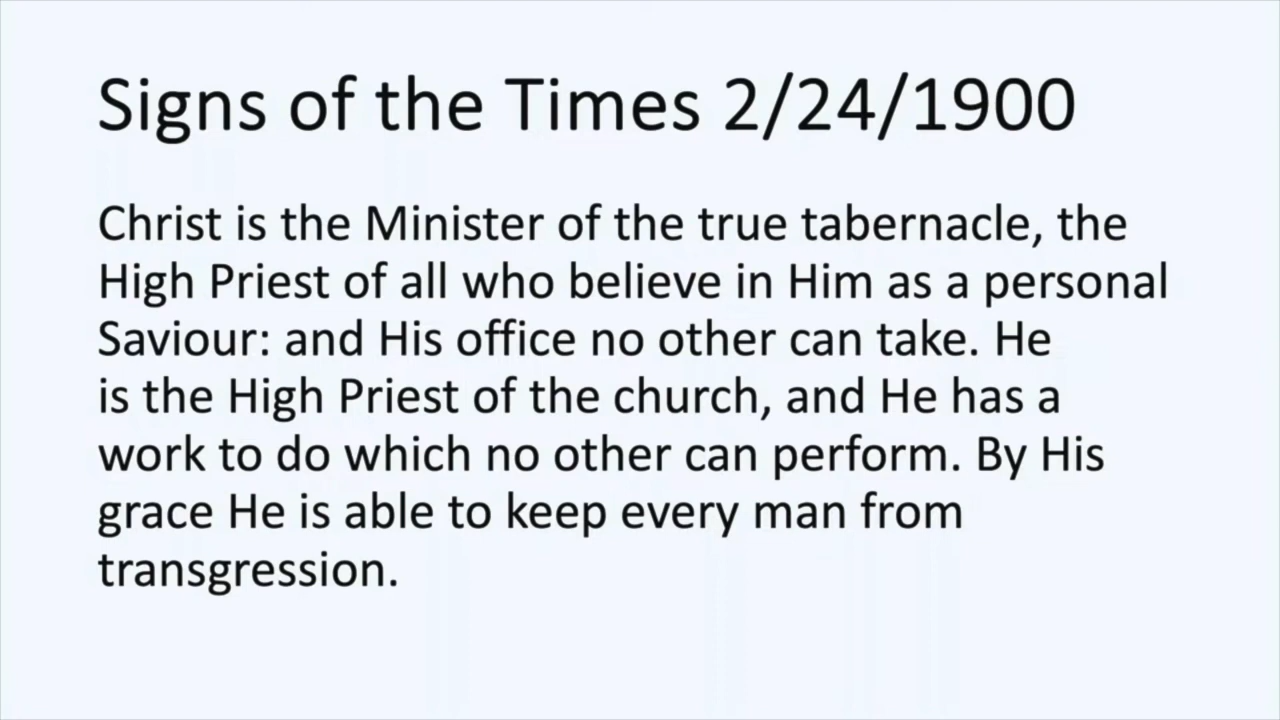 Signs of the Times 2/24/1900
Christ is the Minister of the true tabernacle, the
High Priest of all who believe in Him as a personal
Saviour: and His office no other can take. He
is the High Priest of the church, and He has a
work to do which no other can perform. By His
grace He is able to keep every man from
transgression.